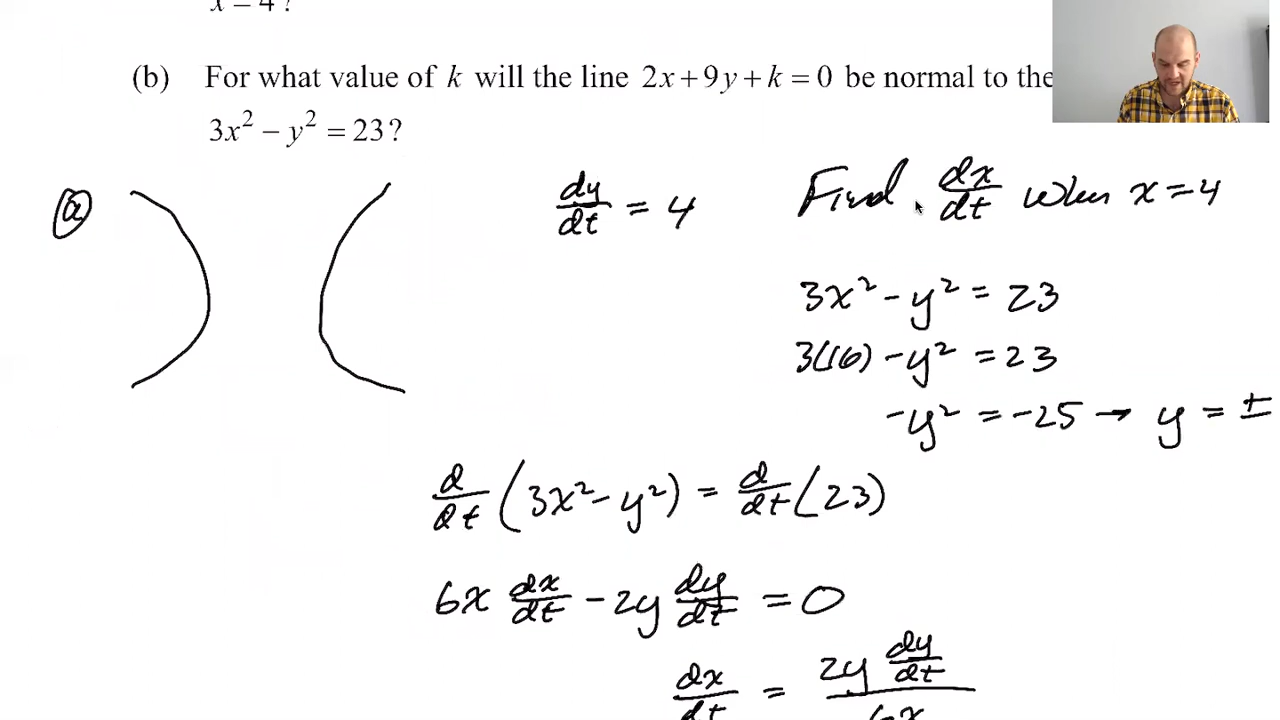 x = 4?
(b) For what value of k will the line 2x + 9y + k = 0 be normal to the
3x² − y² = 23?
(a)
dy/dt = 4
Find dx/dt when x = 4
3x² − y² = 23
3(16) − y² = 23
−y² = −25 → y = ±
d/dt (3x² − y²) = d/dt (23)
6x dx/dt − 2y dy/dt = 0
dx/dt = 2y dy/dt / 6x